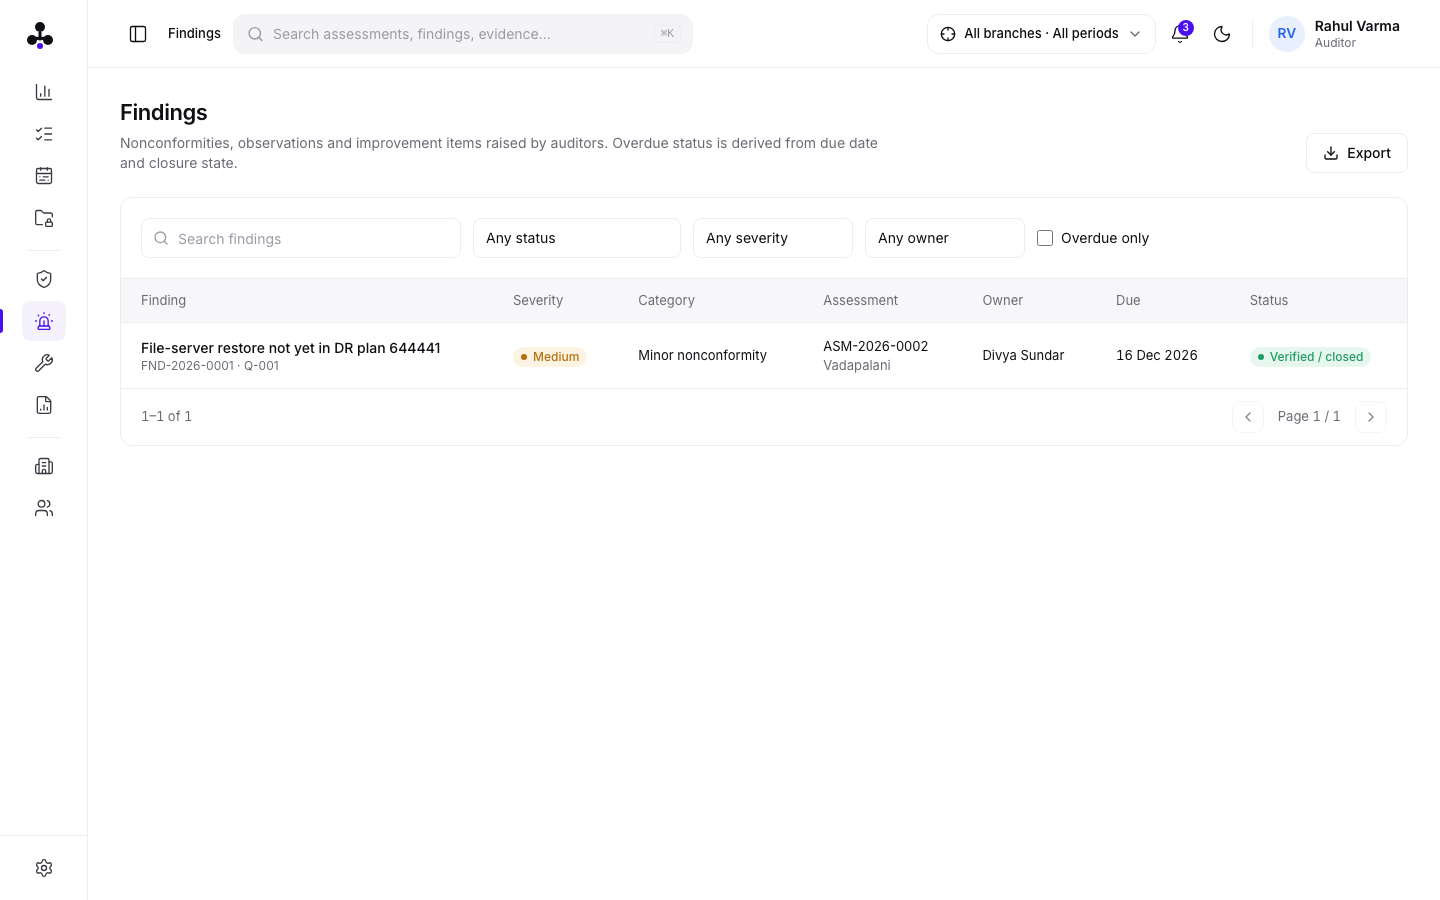 Findings
Search assessments, findings, evidence...
⌘K
All branches · All periods
3
RV
Rahul Varma
Auditor
Findings
Nonconformities, observations and improvement items raised by auditors. Overdue status is derived from due date
and closure state.
Export
Search findings
Any status
Any severity
Any owner
Overdue only
Finding
Severity
Category
Assessment
Owner
Due
Status
File-server restore not yet in DR plan 644441
FND-2026-0001 · Q-001
Medium
Minor nonconformity
ASM-2026-0002
Vadapalani
Divya Sundar
16 Dec 2026
Verified / closed
1–1 of 1
Page 1 / 1